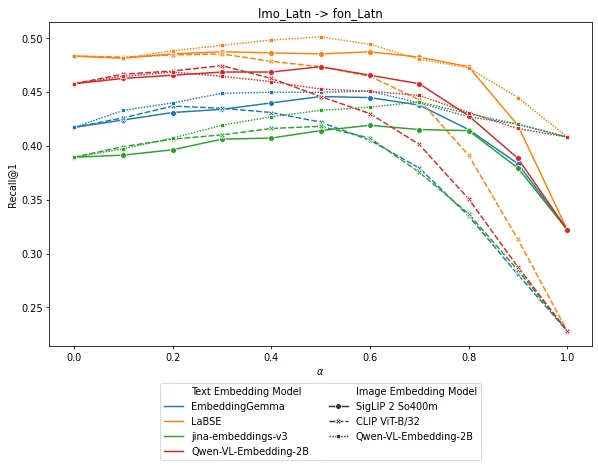 lmo_Latn -> fon_Latn
Recall@1
0.50
0.45
0.40
0.35
0.30
0.25
0.0 0.2 0.4 0.6 0.8 1.0
α
Text Embedding Model Image Embedding Model
EmbeddingGemma SigLIP 2 So400m
LaBSE CLIP ViT-B/32
jina-embeddings-v3 Qwen-VL-Embedding-2B
Qwen-VL-Embedding-2B